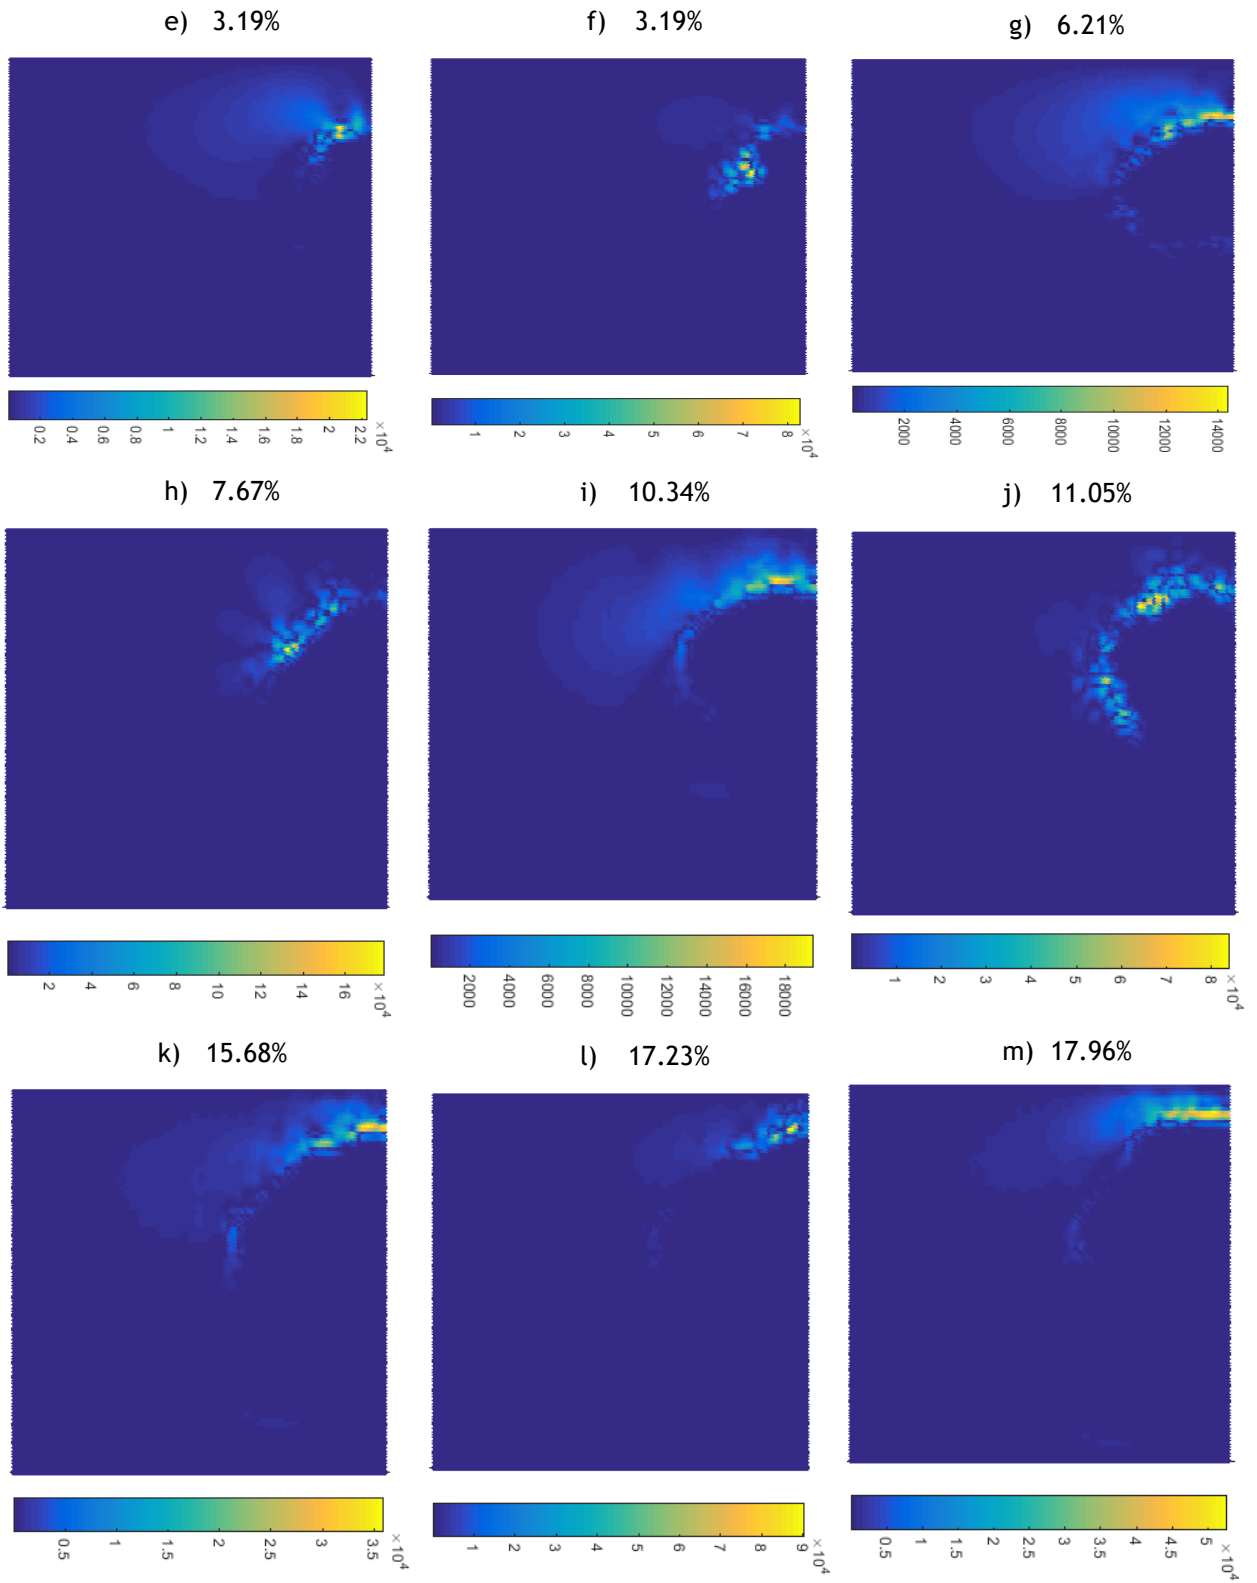 e) 3.19%
f) 3.19%
g) 6.21%
0.2 0.4 0.6 0.8 1 1.2 1.4 1.6 1.8 2 2.2 ×10⁴
1 2 3 4 5 6 7 8 ×10⁴
2000 4000 6000 8000 10000 12000 14000
h) 7.67%
i) 10.34%
j) 11.05%
2 4 6 8 10 12 14 16 ×10⁴
2000 4000 6000 8000 10000 12000 14000 16000 18000
1 2 3 4 5 6 7 8 ×10⁴
k) 15.68%
l) 17.23%
m) 17.96%
0.5 1 1.5 2 2.5 3 3.5 ×10⁴
1 2 3 4 5 6 7 8 9 ×10⁴
0.5 1 1.5 2 2.5 3 3.5 4 4.5 5 ×10⁴